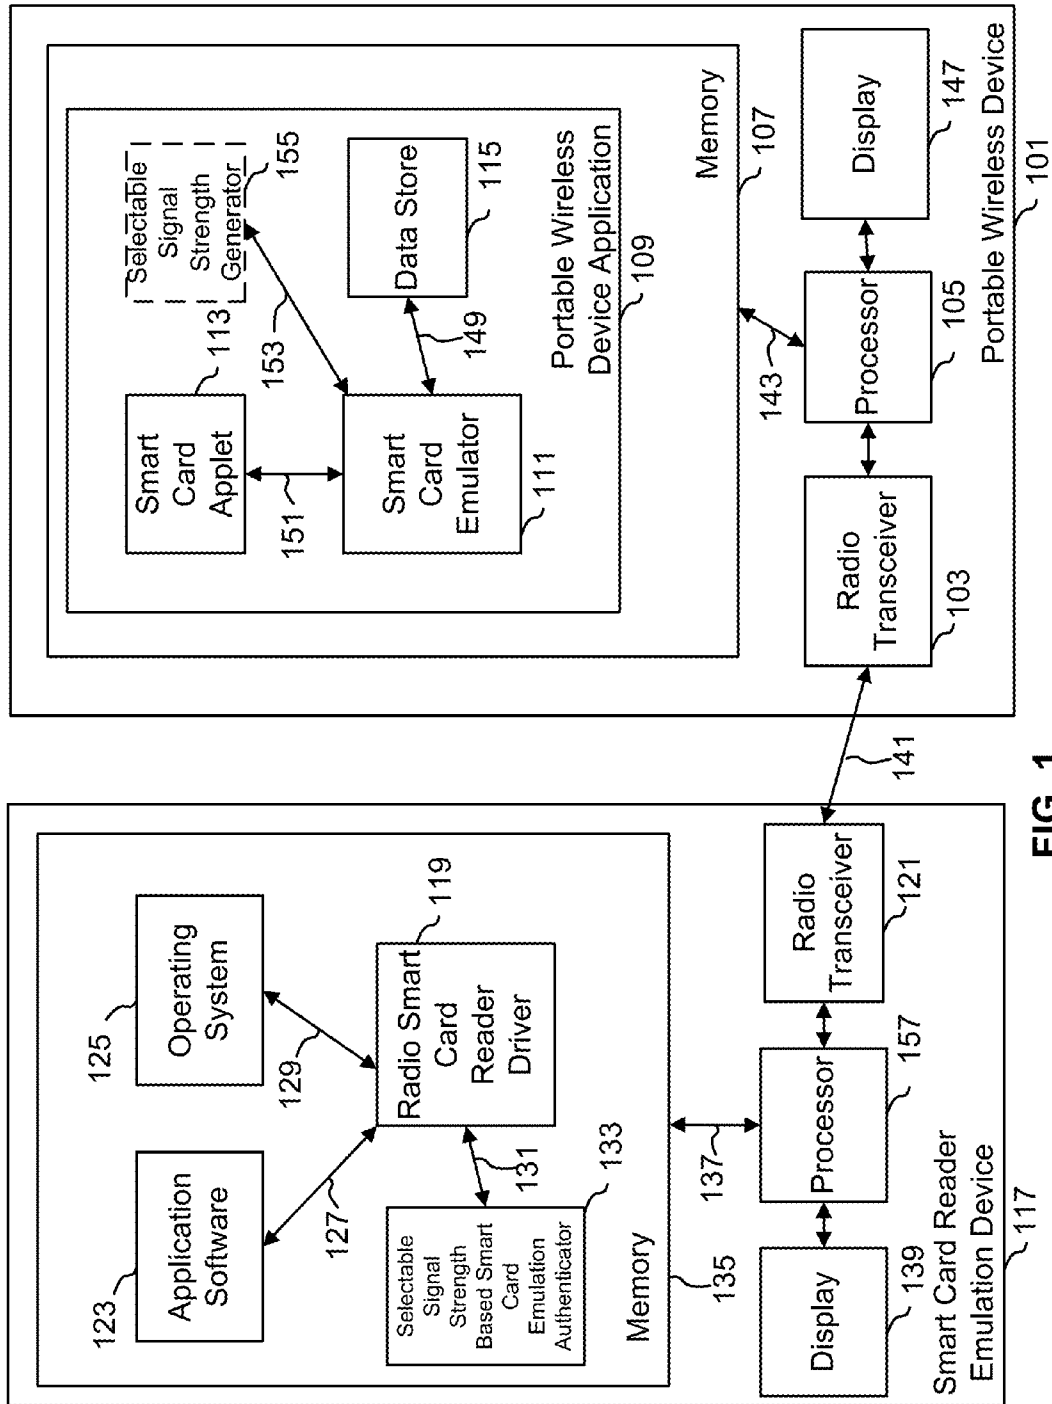 123
Application
Software
125
Operating
System
127
129
Radio Smart
Card
Reader
Driver
119
131
Selectable
Signal
Strength
Based Smart
Card
Emulation
Authenticator
133
Memory
135
137
Display
139
Processor
157
Radio
Transceiver
121
Smart Card Reader
Emulation Device
117
141
Smart
Card
Applet
113
Selectable
Signal
Strength
Generator
155
151
153
Smart
Card
Emulator
111
149
Data Store
115
Portable Wireless
Device Application
109
Memory
107
143
Radio
Transceiver
103
Processor
105
Display
147
Portable Wireless Device
101
FIG. 1